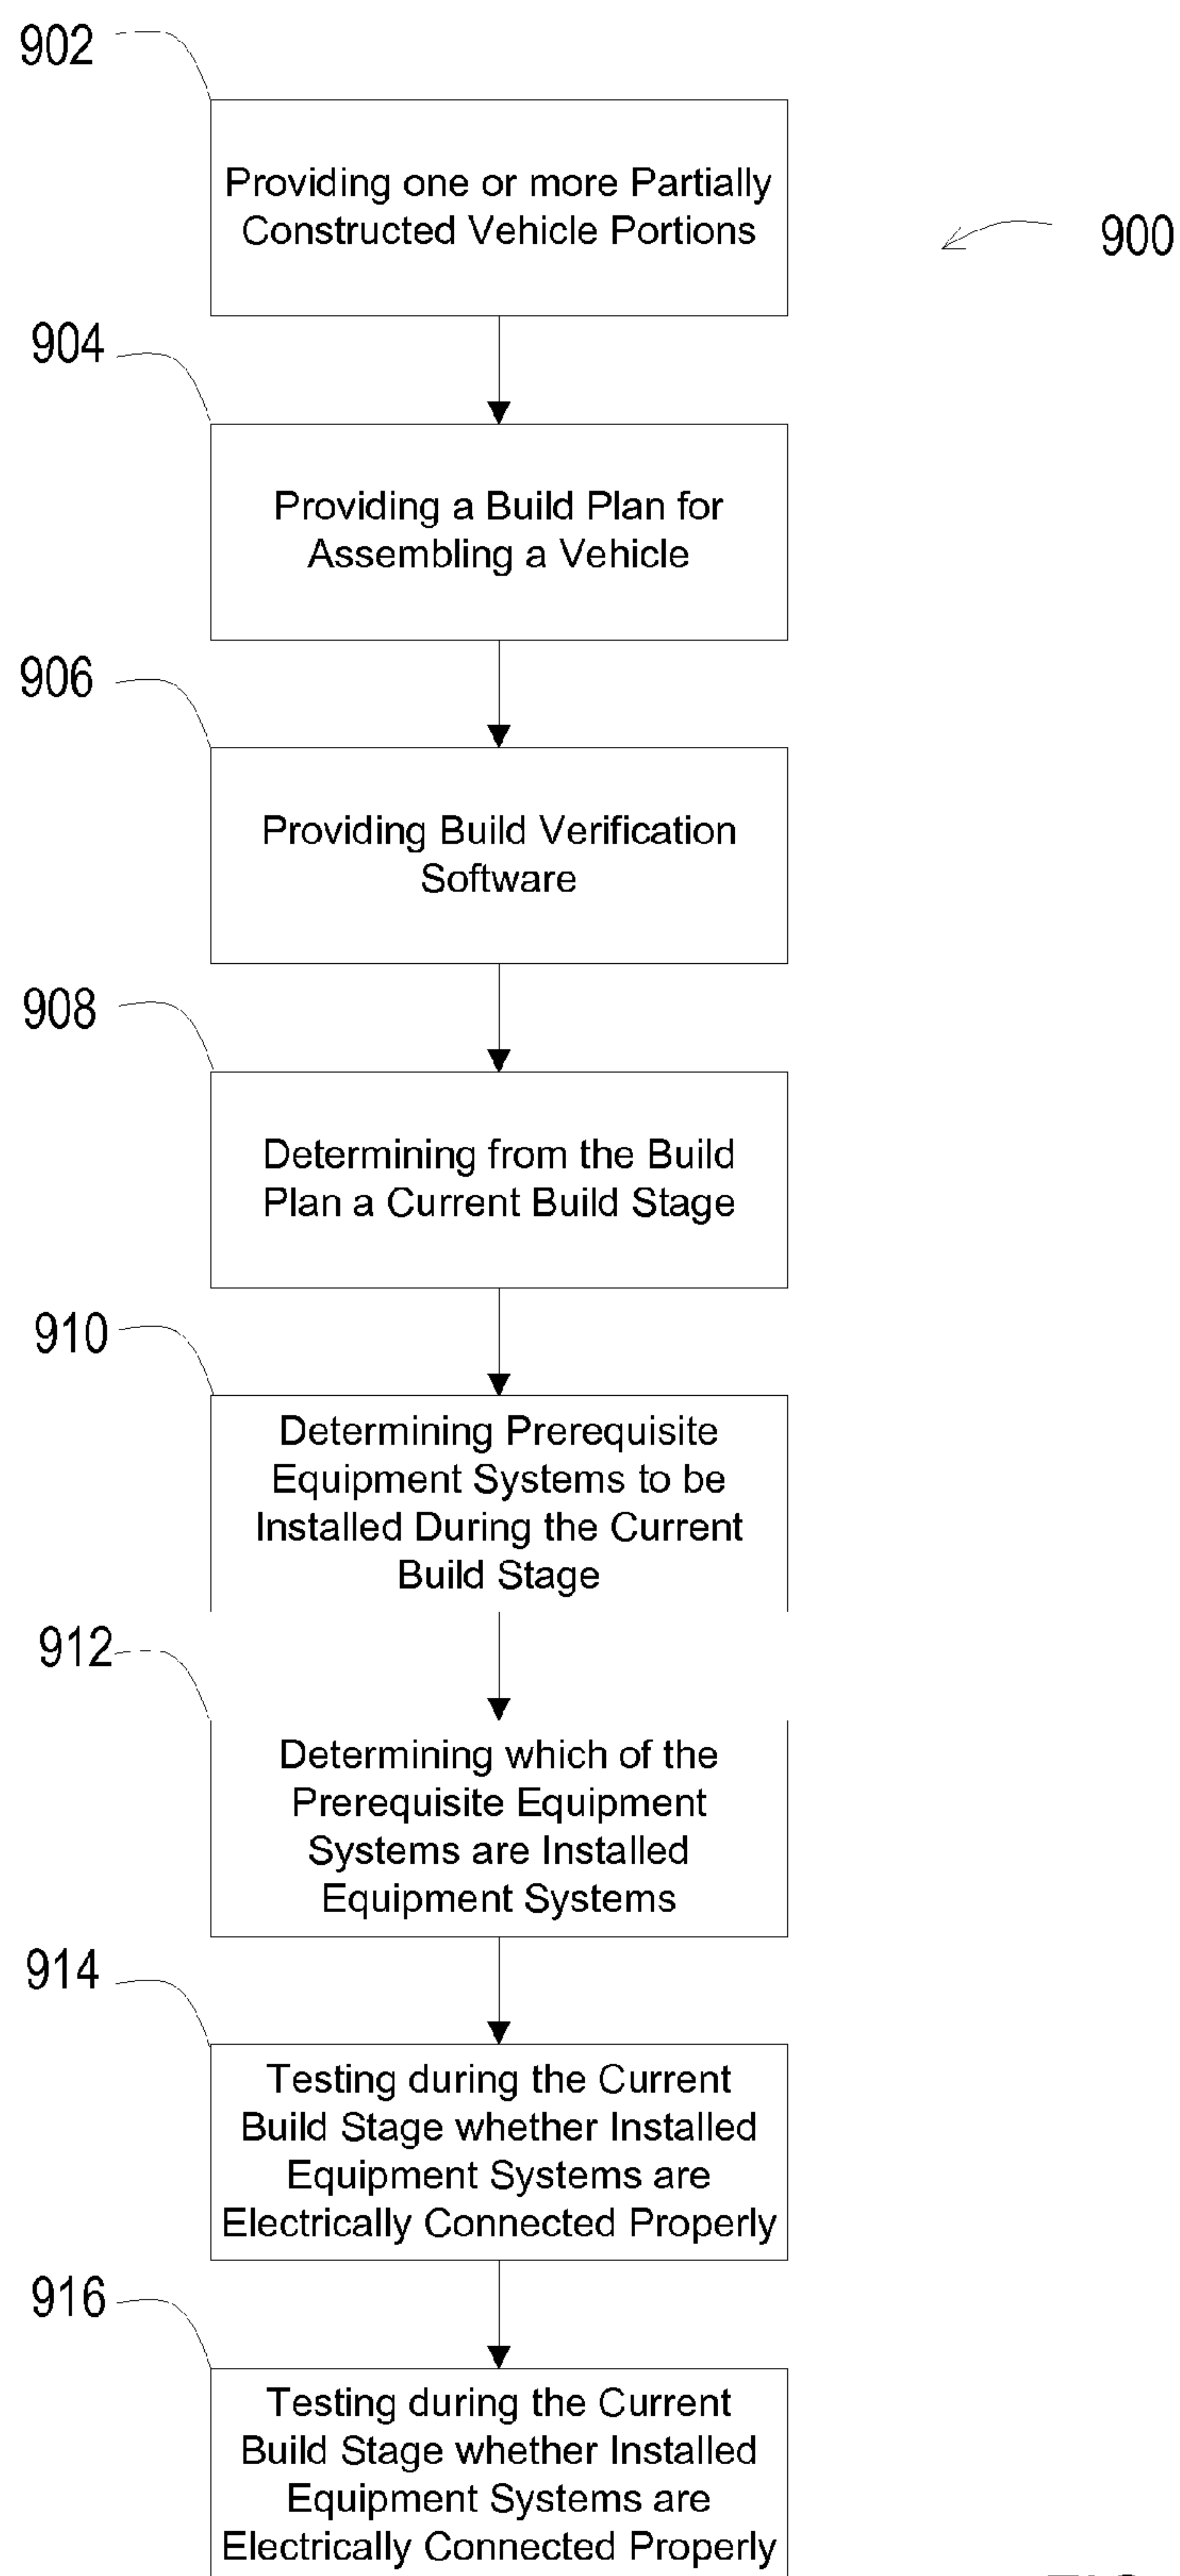 902
Providing one or more Partially
Constructed Vehicle Portions
900
904
Providing a Build Plan for
Assembling a Vehicle
906
Providing Build Verification
Software
908
Determining from the Build
Plan a Current Build Stage
910
Determining Prerequisite
Equipment Systems to be
Installed During the Current
Build Stage
912
Determining which of the
Prerequisite Equipment
Systems are Installed
Equipment Systems
914
Testing during the Current
Build Stage whether Installed
Equipment Systems are
Electrically Connected Properly
916
Testing during the Current
Build Stage whether Installed
Equipment Systems are
Electrically Connected Properly